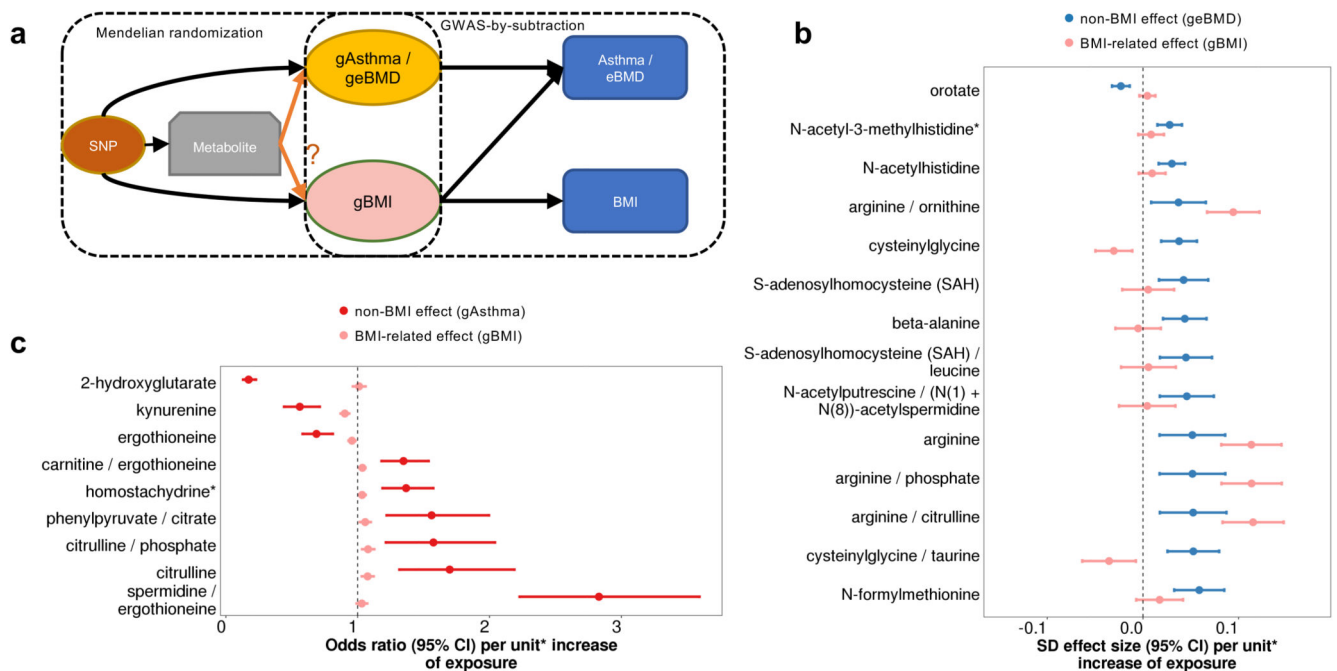 a
Mendelian randomization
GWAS-by-subtraction
gAsthma /
geBMD
Asthma /
eBMD
SNP
Metabolite
?
gBMI
BMI
b
non-BMI effect (geBMD)
BMI-related effect (gBMI)
orotate
N-acetyl-3-methylhistidine*
N-acetylhistidine
arginine / ornithine
cysteinylglycine
S-adenosylhomocysteine (SAH)
beta-alanine
S-adenosylhomocysteine (SAH) /
leucine
N-acetylputrescine / (N(1) +
N(8))-acetylspermidine
arginine
arginine / phosphate
arginine / citrulline
cysteinylglycine / taurine
N-formylmethionine
-0.1 0.0 0.1
SD effect size (95% CI) per unit*
increase of exposure
c
non-BMI effect (gAsthma)
BMI-related effect (gBMI)
2-hydroxyglutarate
kynurenine
ergothioneine
carnitine / ergothioneine
homostachydrine*
phenylpyruvate / citrate
citrulline / phosphate
citrulline
spermidine /
ergothioneine
0 1 2 3
Odds ratio (95% CI) per unit* increase
of exposure